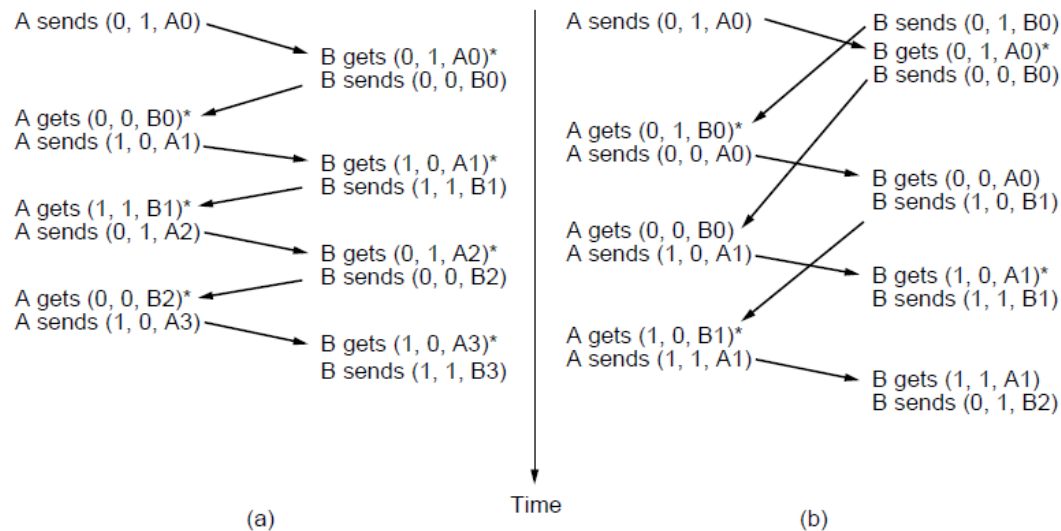 A sends (0, 1, A0)
B gets (0, 1, A0)*
B sends (0, 0, B0)
A gets (0, 0, B0)*
A sends (1, 0, A1)
B gets (1, 0, A1)*
B sends (1, 1, B1)
A gets (1, 1, B1)*
A sends (0, 1, A2)
B gets (0, 1, A2)*
B sends (0, 0, B2)
A gets (0, 0, B2)*
A sends (1, 0, A3)
B gets (1, 0, A3)*
B sends (1, 1, B3)
(a)
Time
A sends (0, 1, A0)
B sends (0, 1, B0)
B gets (0, 1, A0)*
B sends (0, 0, B0)
A gets (0, 1, B0)*
A sends (0, 0, A0)
B gets (0, 0, A0)
B sends (1, 0, B1)
A gets (0, 0, B0)
A sends (1, 0, A1)
B gets (1, 0, A1)*
B sends (1, 1, B1)
A gets (1, 0, B1)*
A sends (1, 1, A1)
B gets (1, 1, A1)
B sends (0, 1, B2)
(b)